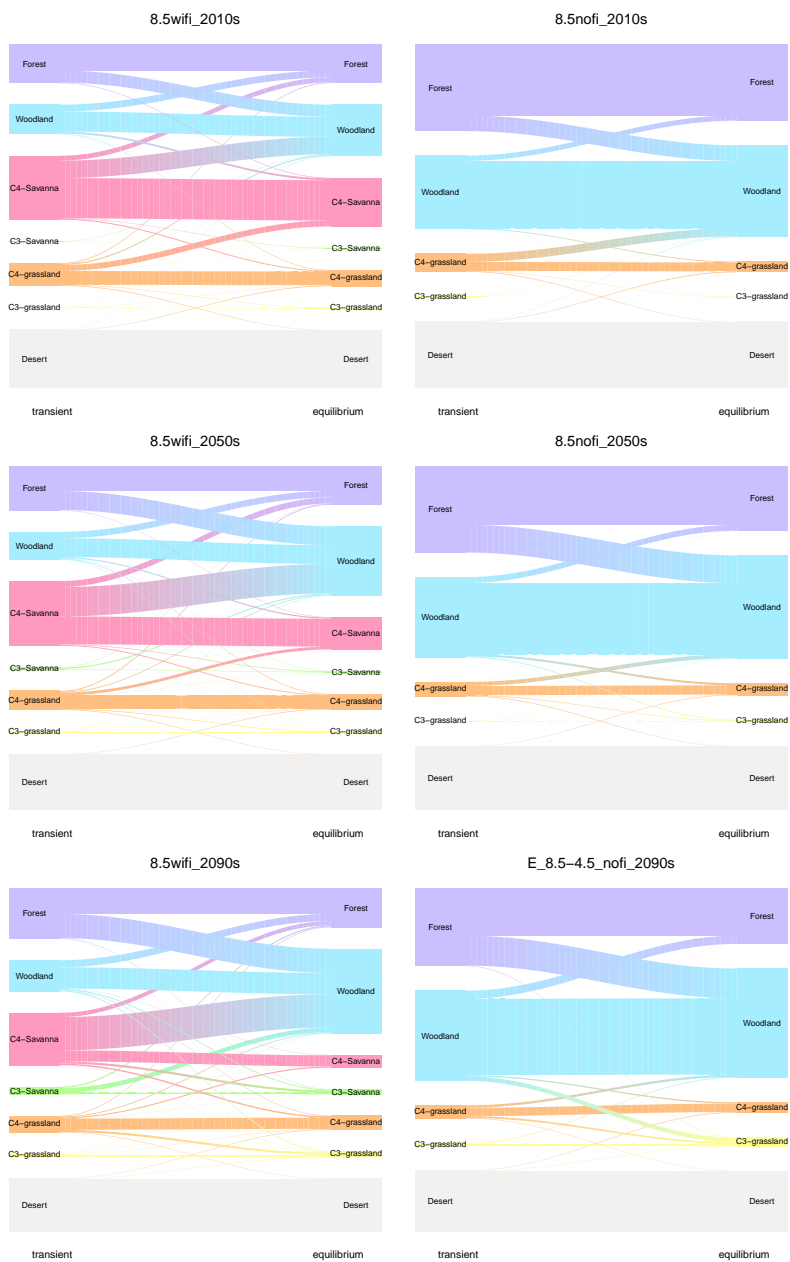 8.5wifi_2010s
Forest Forest
Woodland Woodland
C4−Savanna C4−Savanna
C3−Savanna C3−Savanna
C4−grassland C4−grassland
C3−grassland C3−grassland
Desert Desert
transient equilibrium
8.5nofi_2010s
Forest Forest
Woodland Woodland
C4−grassland C4−grassland
C3−grassland C3−grassland
Desert Desert
transient equilibrium
8.5wifi_2050s
Forest Forest
Woodland Woodland
C4−Savanna C4−Savanna
C3−Savanna C3−Savanna
C4−grassland C4−grassland
C3−grassland C3−grassland
Desert Desert
transient equilibrium
8.5nofi_2050s
Forest Forest
Woodland Woodland
C4−grassland C4−grassland
C3−grassland C3−grassland
Desert Desert
transient equilibrium
8.5wifi_2090s
Forest Forest
Woodland Woodland
C4−Savanna C4−Savanna
C3−Savanna C3−Savanna
C4−grassland C4−grassland
C3−grassland C3−grassland
Desert Desert
transient equilibrium
E_8.5−4.5_nofi_2090s
Forest Forest
Woodland Woodland
C4−grassland C4−grassland
C3−grassland C3−grassland
Desert Desert
transient equilibrium